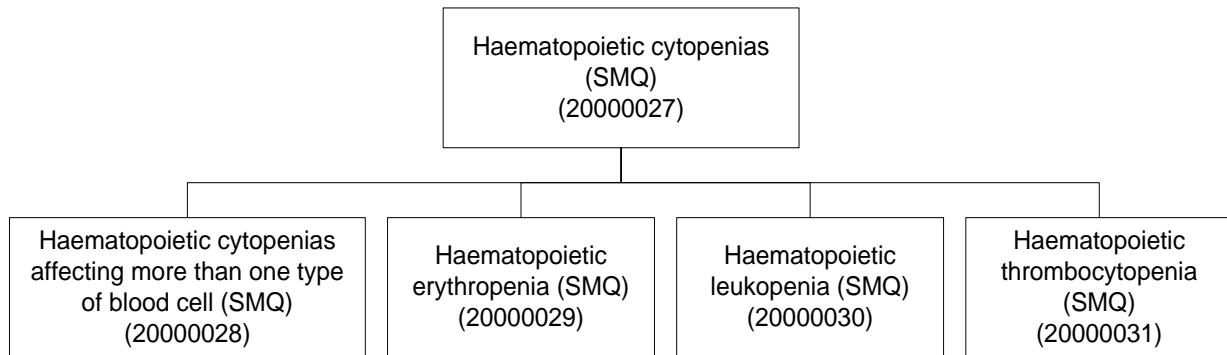 Haematopoietic cytopenias
(SMQ)
(20000027)
Haematopoietic cytopenias
affecting more than one type
of blood cell (SMQ)
(20000028)
Haematopoietic
erythropenia (SMQ)
(20000029)
Haematopoietic
leukopenia (SMQ)
(20000030)
Haematopoietic
thrombocytopenia
(SMQ)
(20000031)